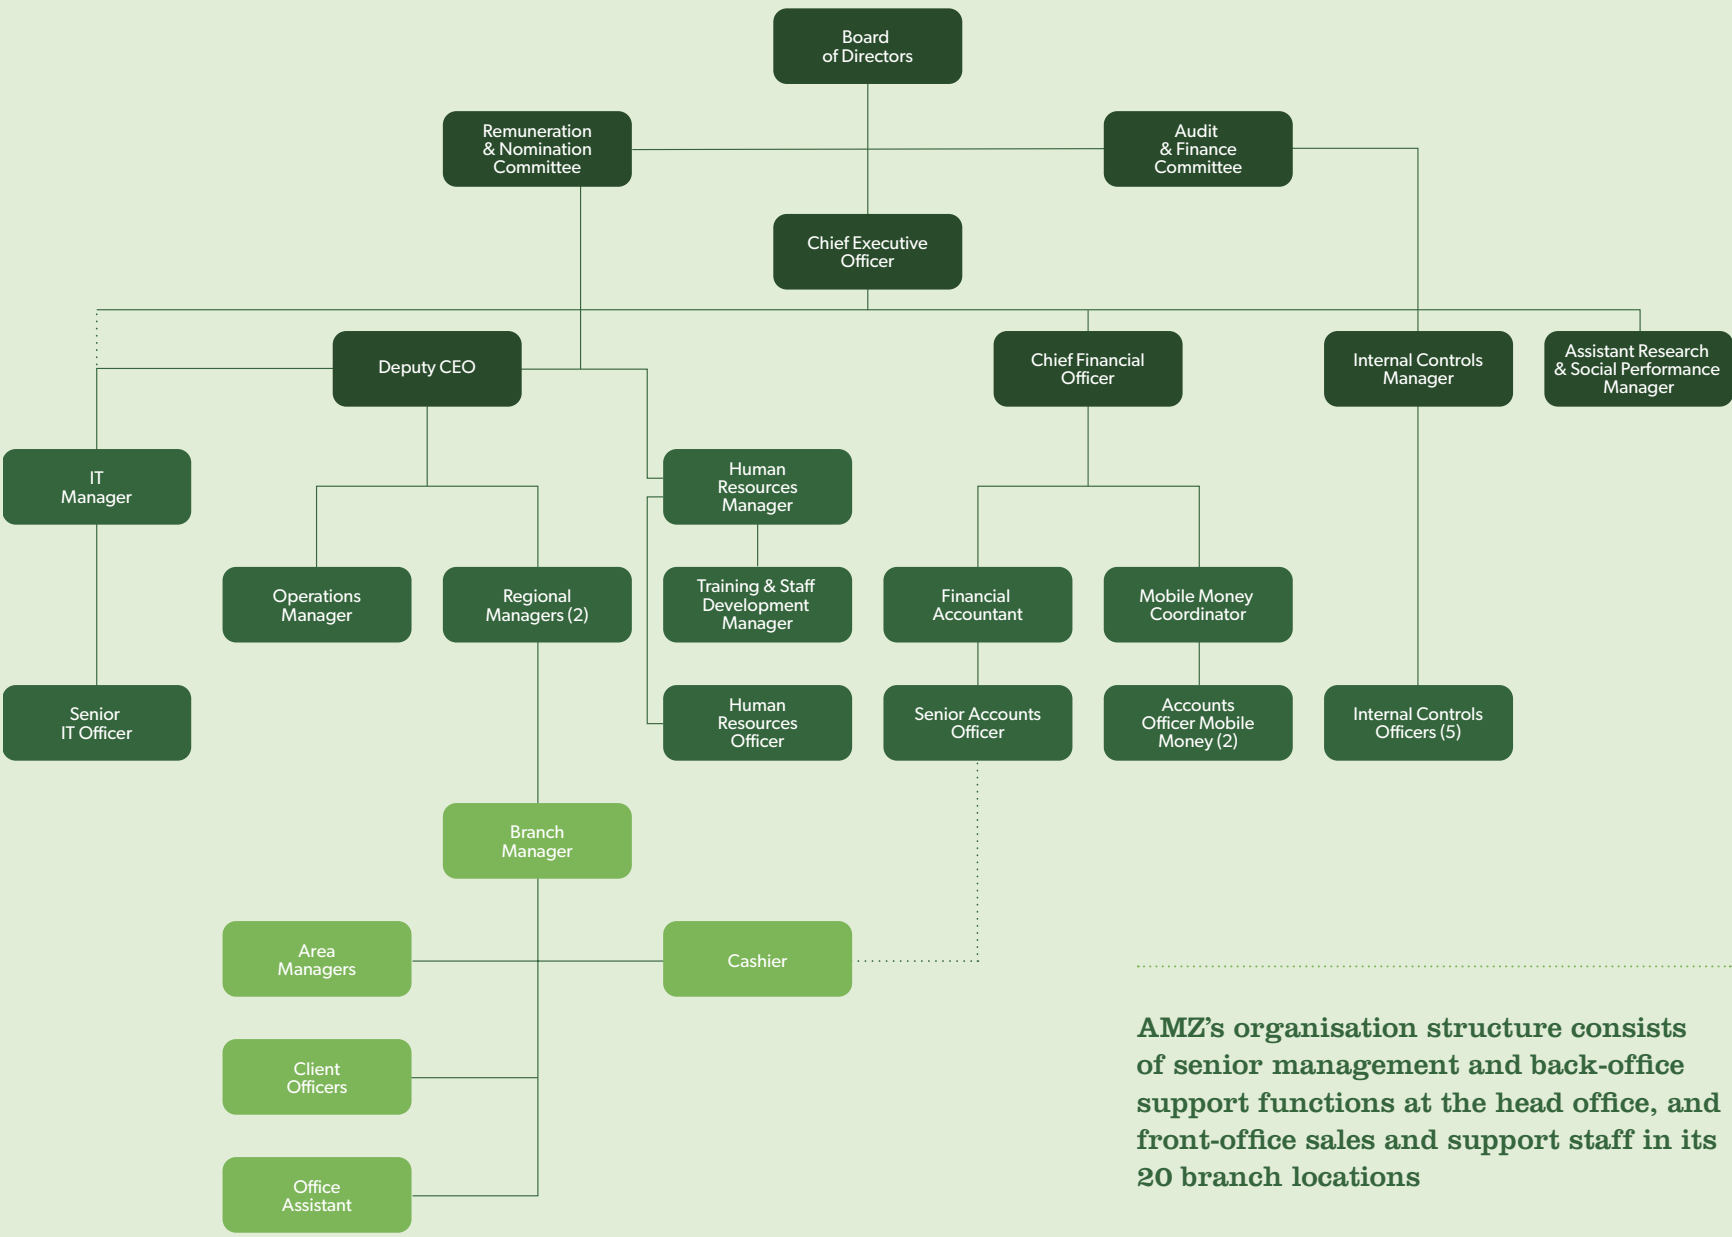 Board
of Directors
Remuneration
& Nomination
Committee
Audit
& Finance
Committee
Chief Executive
Officer
Deputy CEO
Chief Financial
Officer
Internal Controls
Manager
Assistant Research
& Social Performance
Manager
IT
Manager
Human
Resources
Manager
Operations
Manager
Regional
Managers (2)
Training & Staff
Development
Manager
Financial
Accountant
Mobile Money
Coordinator
Senior
IT Officer
Human
Resources
Officer
Senior Accounts
Officer
Accounts
Officer Mobile
Money (2)
Internal Controls
Officers (5)
Branch
Manager
Area
Managers
Cashier
Client
Officers
Office
Assistant
AMZ’s organisation structure consists
of senior management and back-office
support functions at the head office, and
front-office sales and support staff in its
20 branch locations